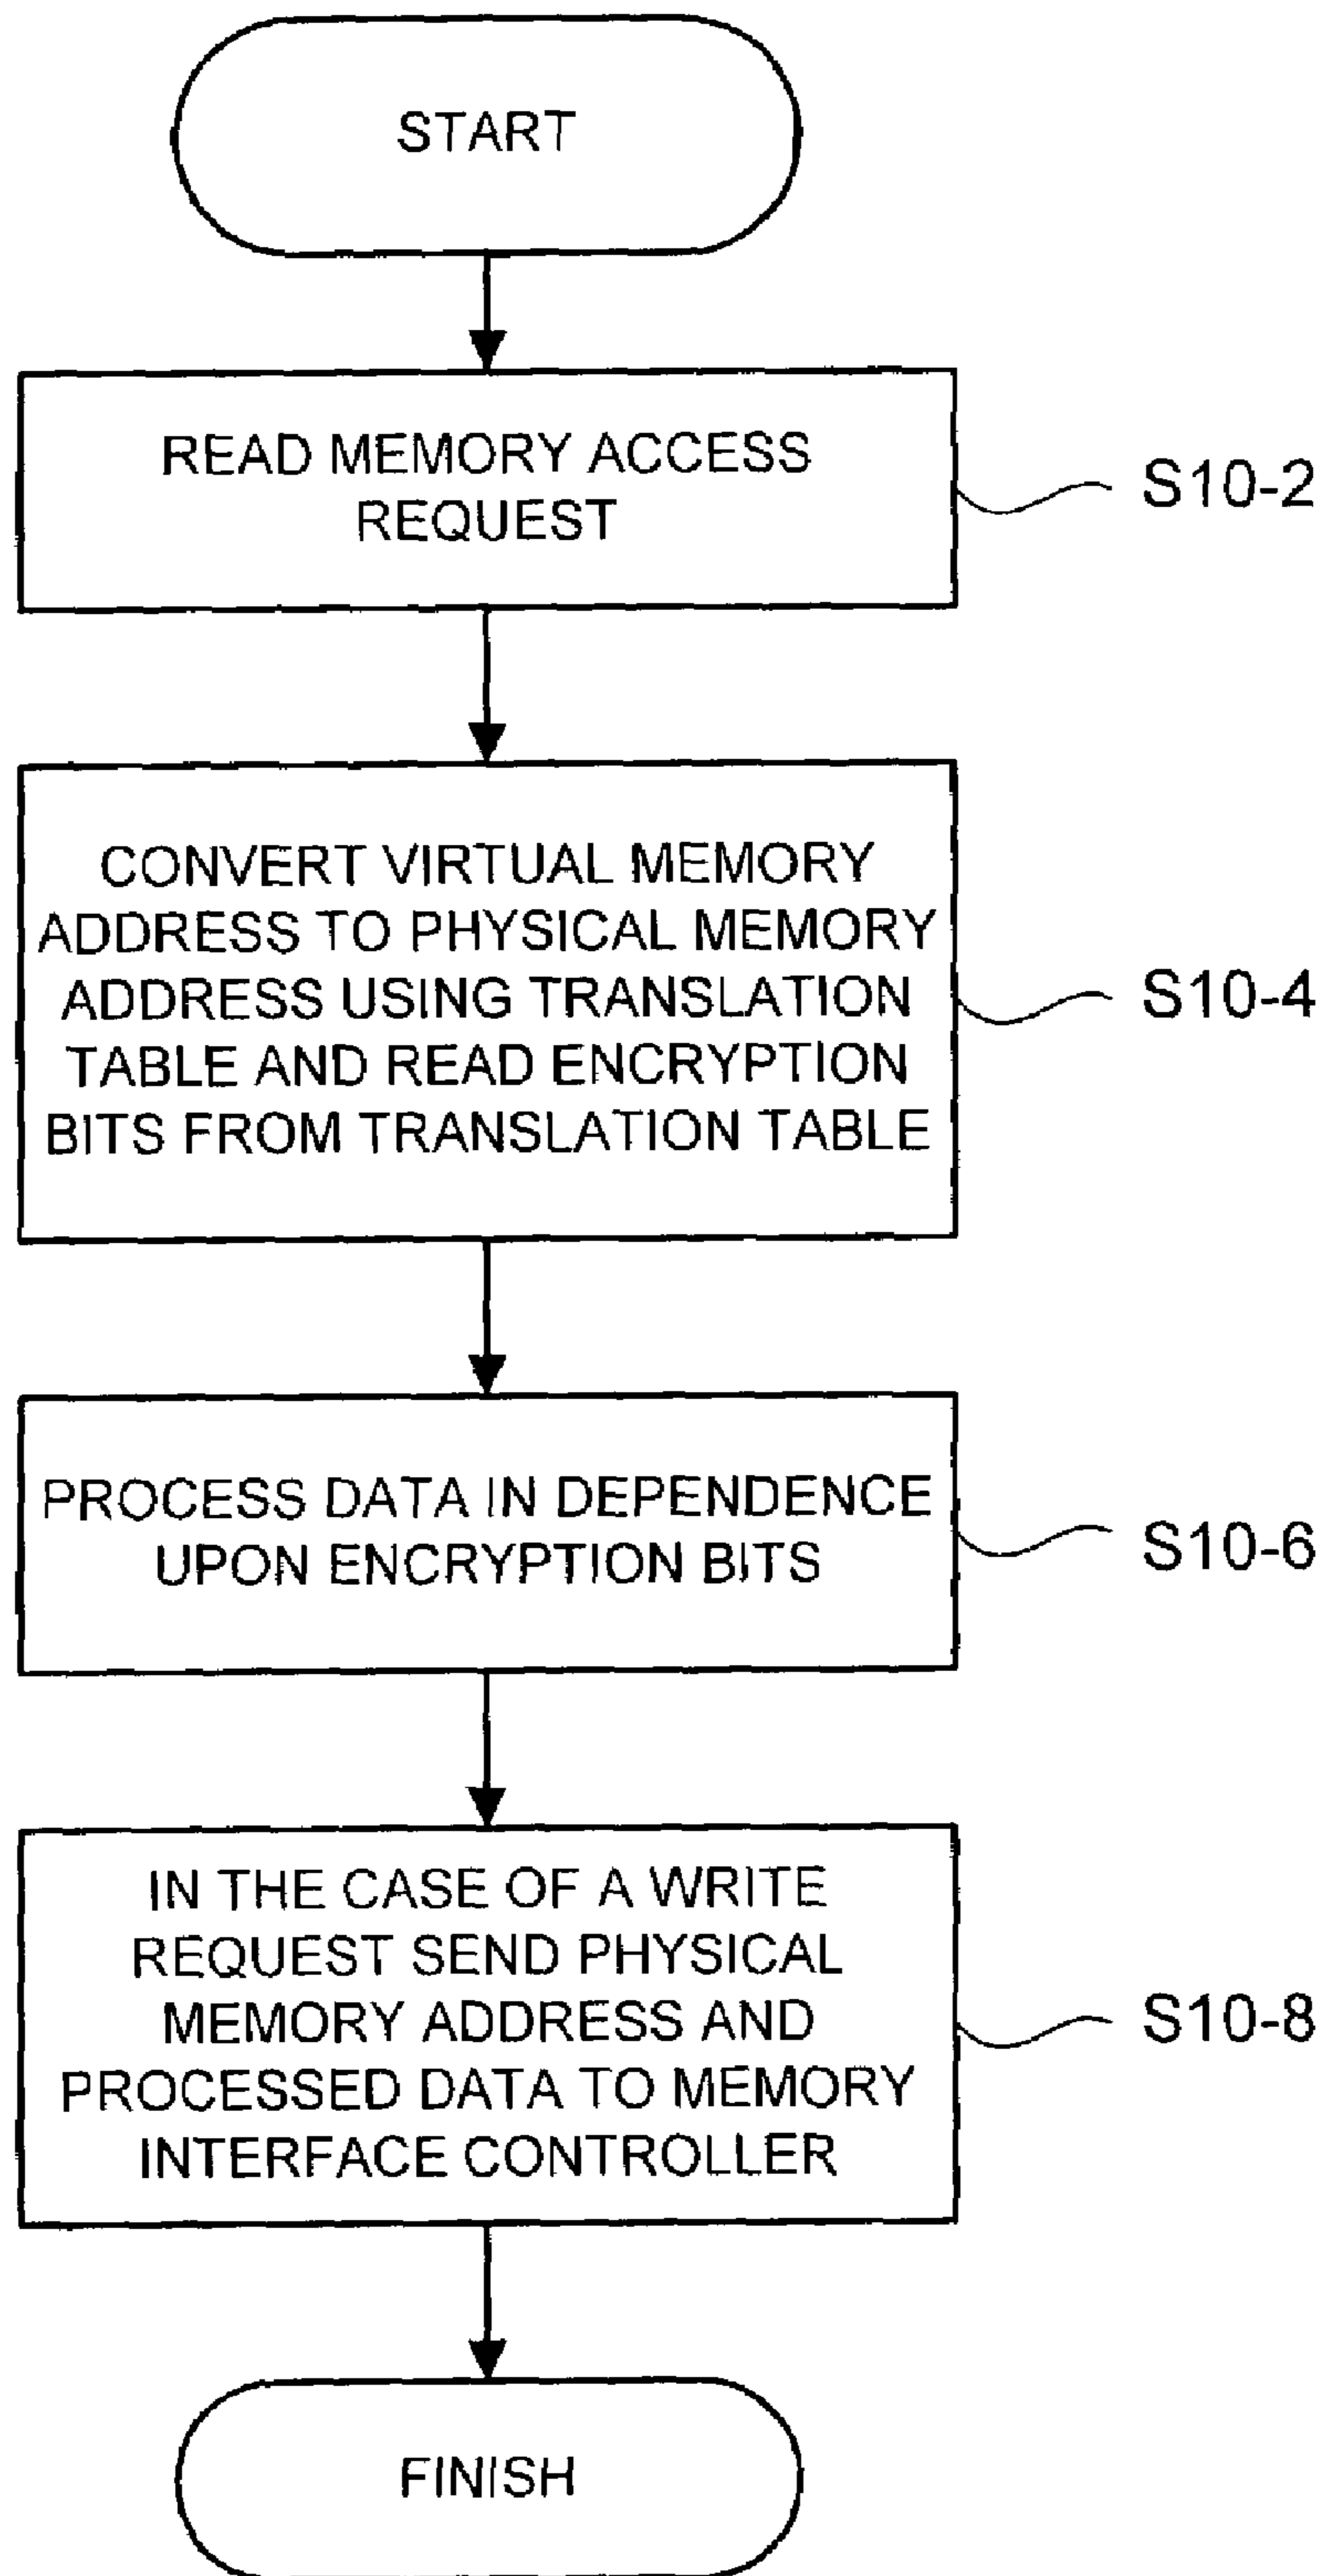 START
READ MEMORY ACCESS
REQUEST
S10-2
CONVERT VIRTUAL MEMORY
ADDRESS TO PHYSICAL MEMORY
ADDRESS USING TRANSLATION
TABLE AND READ ENCRYPTION
BITS FROM TRANSLATION TABLE
S10-4
PROCESS DATA IN DEPENDENCE
UPON ENCRYPTION BITS
S10-6
IN THE CASE OF A WRITE
REQUEST SEND PHYSICAL
MEMORY ADDRESS AND
PROCESSED DATA TO MEMORY
INTERFACE CONTROLLER
S10-8
FINISH